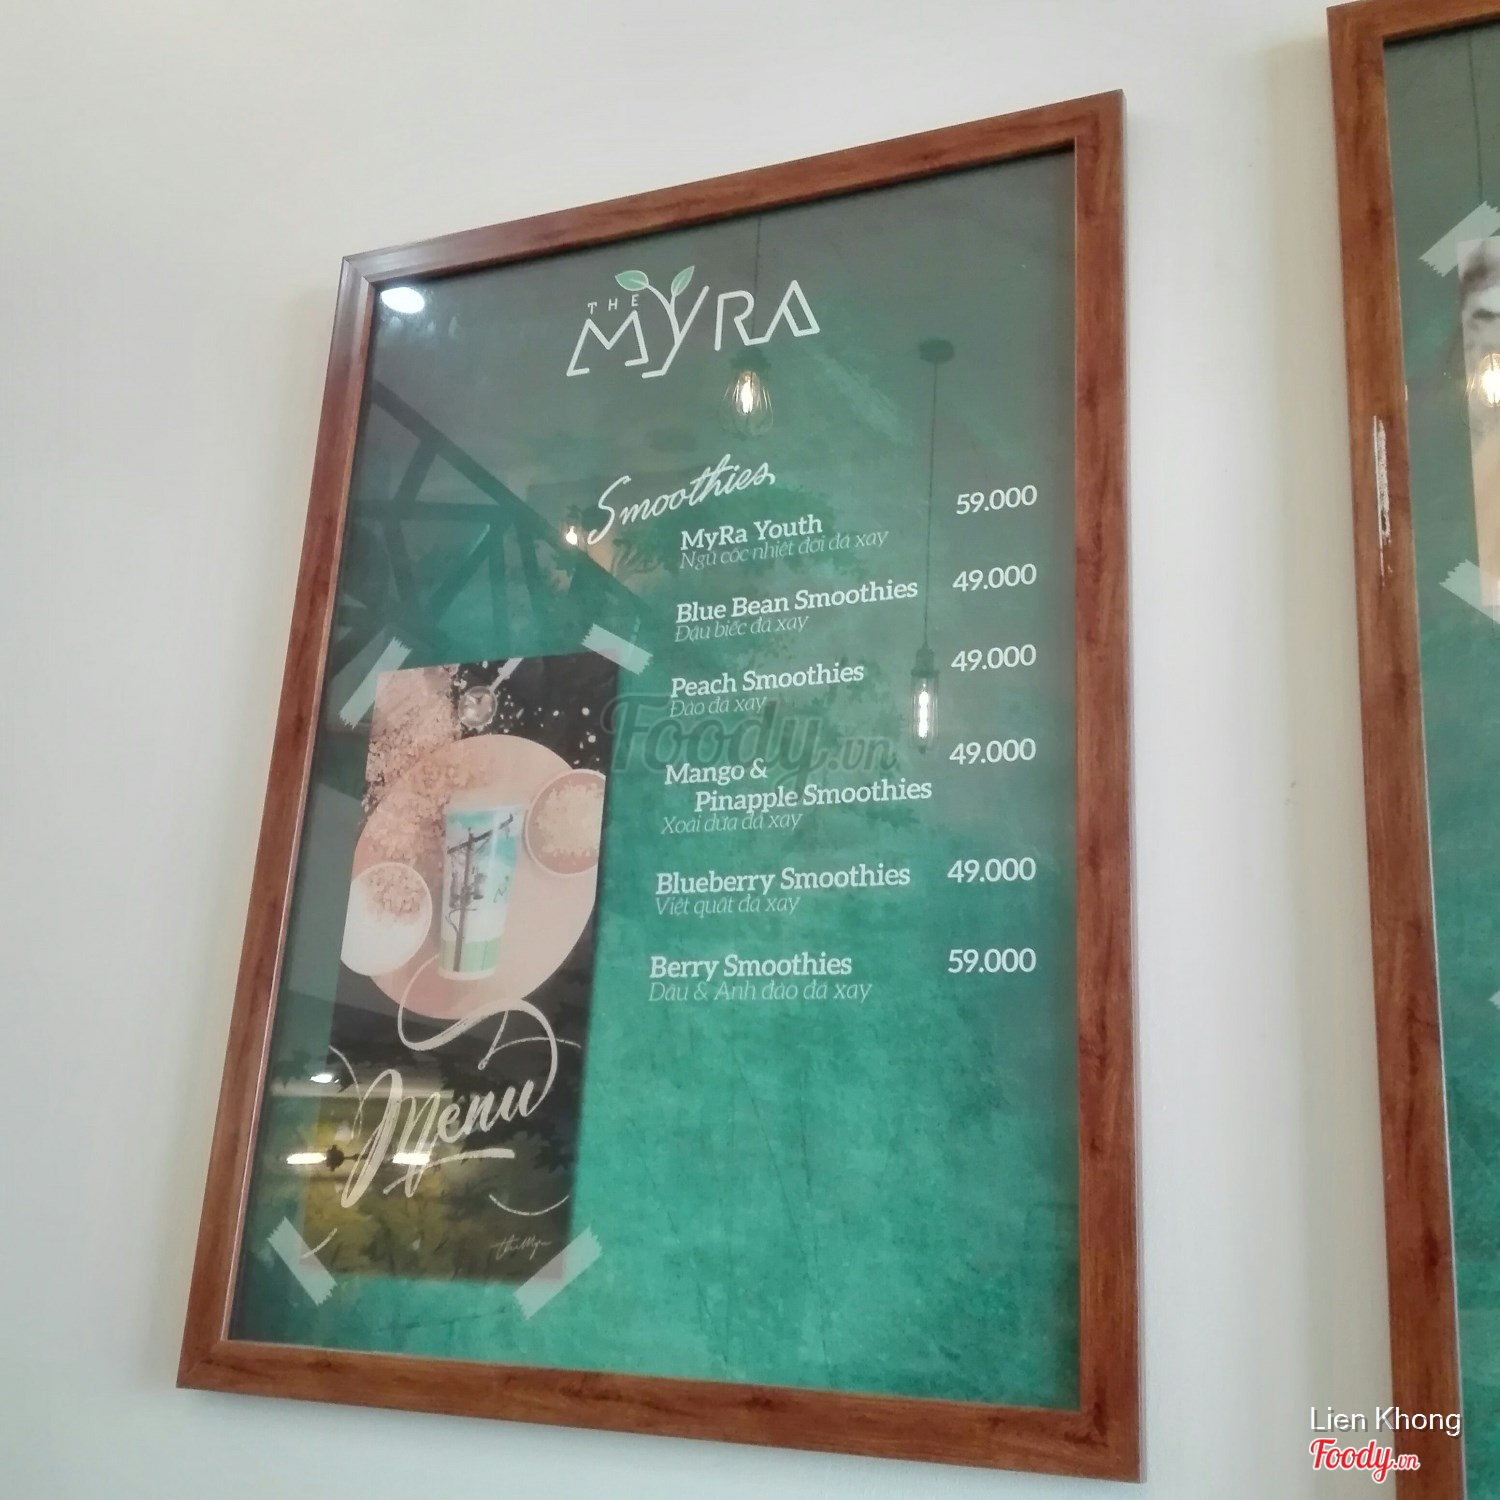 THE
MYRA
Smoothies
MyRa Youth 59.000
Ngũ cốc nhiệt đới đá xay
Blue Bean Smoothies 49.000
Đậu biếc đá xay
Peach Smoothies 49.000
Đào đá xay
Mango & 49.000
Pinapple Smoothies
Xoài dứa đá xay
Blueberry Smoothies 49.000
Việt quất đá xay
Berry Smoothies 59.000
Dâu & Anh đào đá xay
Menu
Foody.vn
Lien Khong
Foody.vn